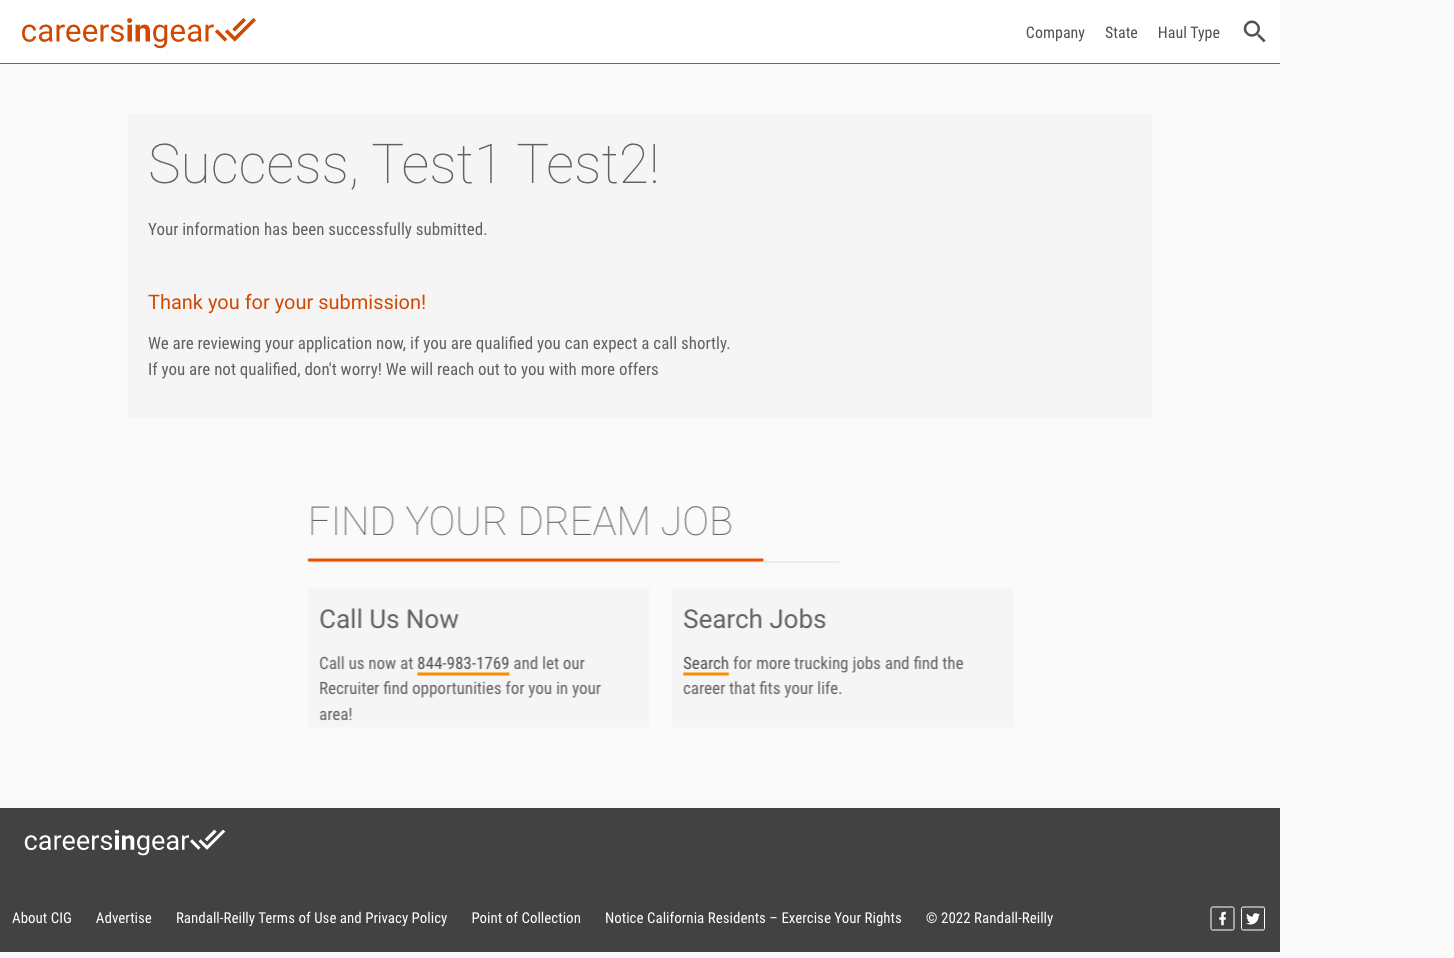 careersingear
Company State Haul Type
Success, Test1 Test2!
Your information has been successfully submitted.
Thank you for your submission!
We are reviewing your application now, if you are qualified you can expect a call shortly.
If you are not qualified, don't worry! We will reach out to you with more offers
FIND YOUR DREAM JOB
Call Us Now
Call us now at 844-983-1769 and let our
Recruiter find opportunities for you in your
area!
Search Jobs
Search for more trucking jobs and find the
career that fits your life.
careersingear
About CIG Advertise Randall-Reilly Terms of Use and Privacy Policy Point of Collection Notice California Residents – Exercise Your Rights © 2022 Randall-Reilly